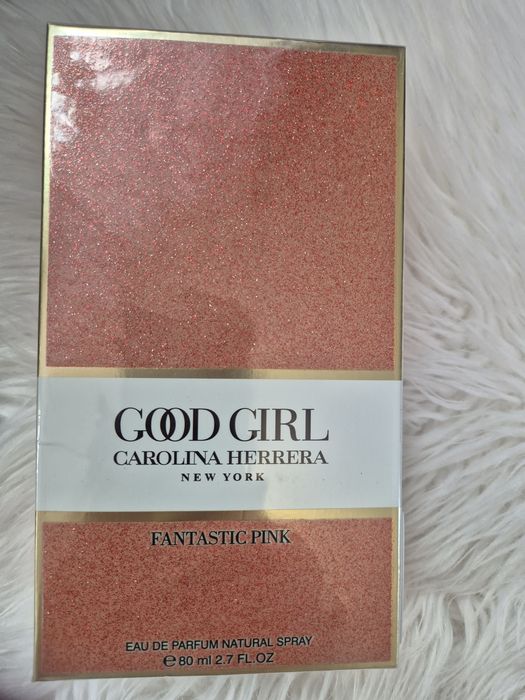 GOOD GIRL
CAROLINA HERRERA
NEW YORK
FANTASTIC PINK
EAU DE PARFUM NATURAL SPRAY
℮ 80 ml 2.7 FL.OZ